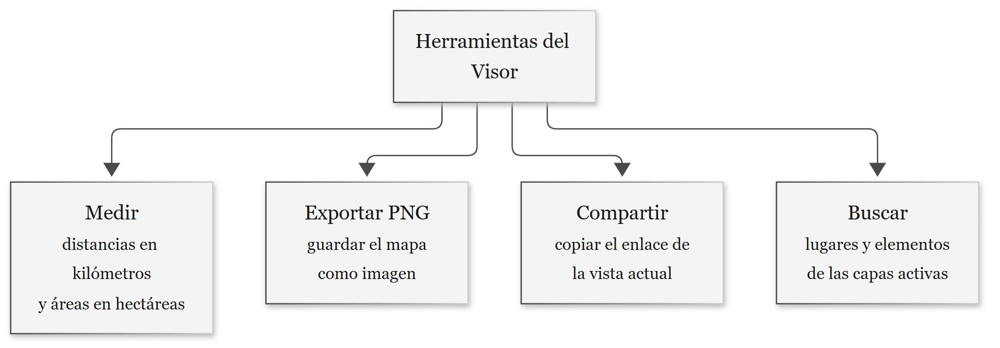 Herramientas del
Visor
Medir
distancias en
kilómetros
y áreas en hectáreas
Exportar PNG
guardar el mapa
como imagen
Compartir
copiar el enlace de
la vista actual
Buscar
lugares y elementos
de las capas activas